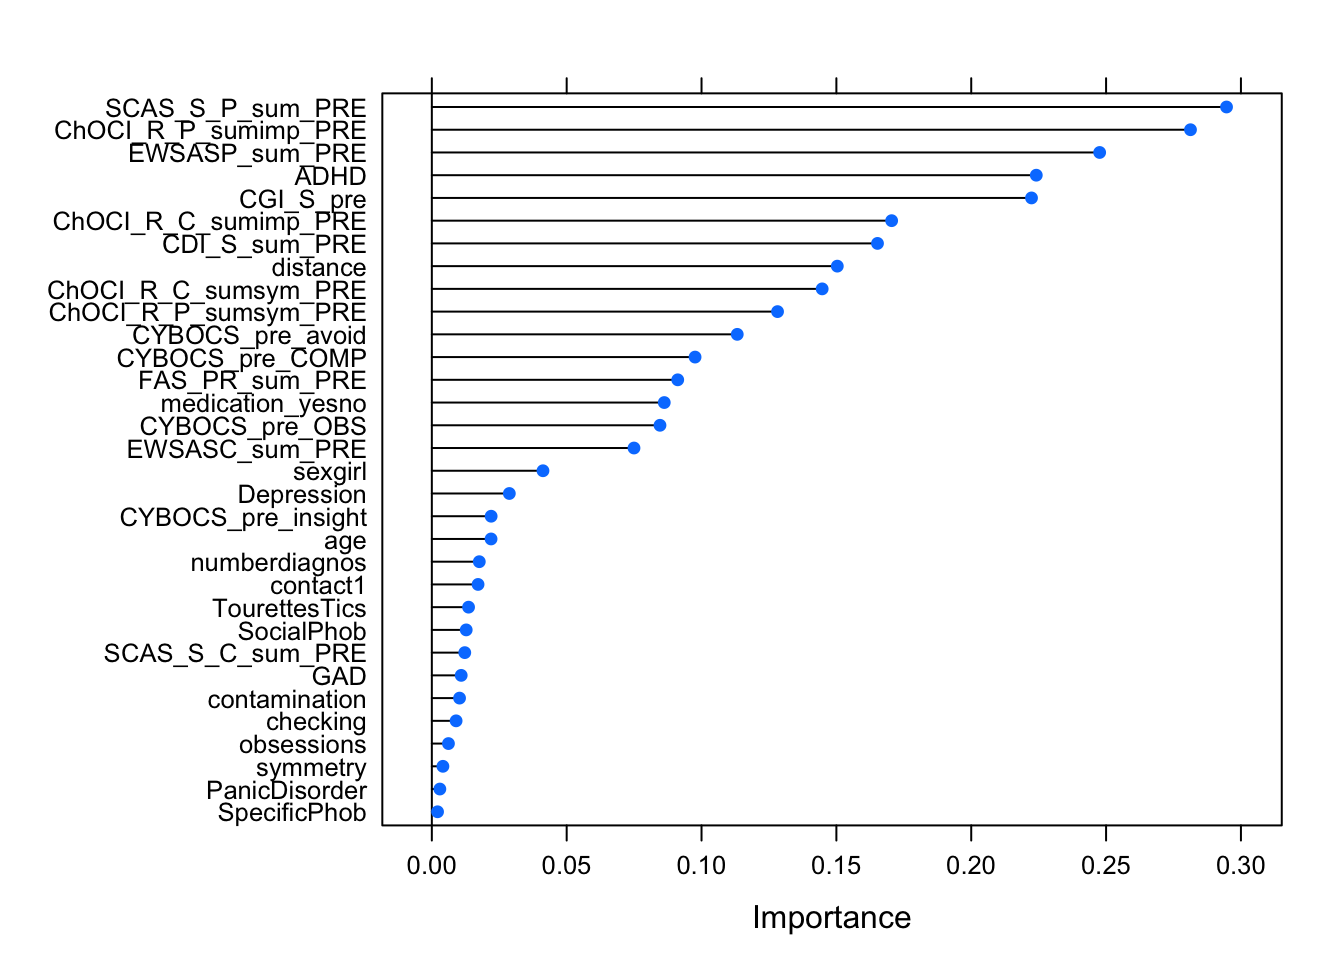 SCAS_S_P_sum_PRE
ChOCI_R_P_sumimp_PRE
EWSASP_sum_PRE
ADHD
CGI_S_pre
ChOCI_R_C_sumimp_PRE
CDI_S_sum_PRE
distance
ChOCI_R_C_sumsym_PRE
ChOCI_R_P_sumsym_PRE
CYBOCS_pre_avoid
CYBOCS_pre_COMP
FAS_PR_sum_PRE
medication_yesno
CYBOCS_pre_OBS
EWSASC_sum_PRE
sexgirl
Depression
CYBOCS_pre_insight
age
numberdiagnos
contact1
TourettesTics
SocialPhob
SCAS_S_C_sum_PRE
GAD
contamination
checking
obsessions
symmetry
PanicDisorder
SpecificPhob
0.00 0.05 0.10 0.15 0.20 0.25 0.30
Importance